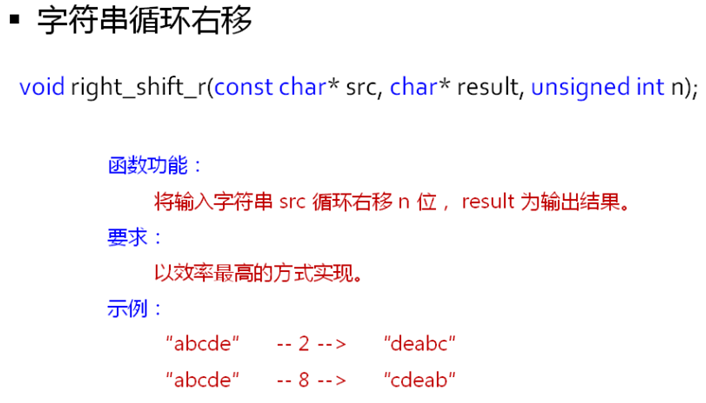 ▪ 字符串循环右移
void right_shift_r(const char* src, char* result, unsigned int n);
函数功能：
将输入字符串 src 循环右移 n 位， result 为输出结果。
要求：
以效率最高的方式实现。
示例：
“abcde“ -- 2 --> “deabc“
“abcde“ -- 8 --> “cdeab“